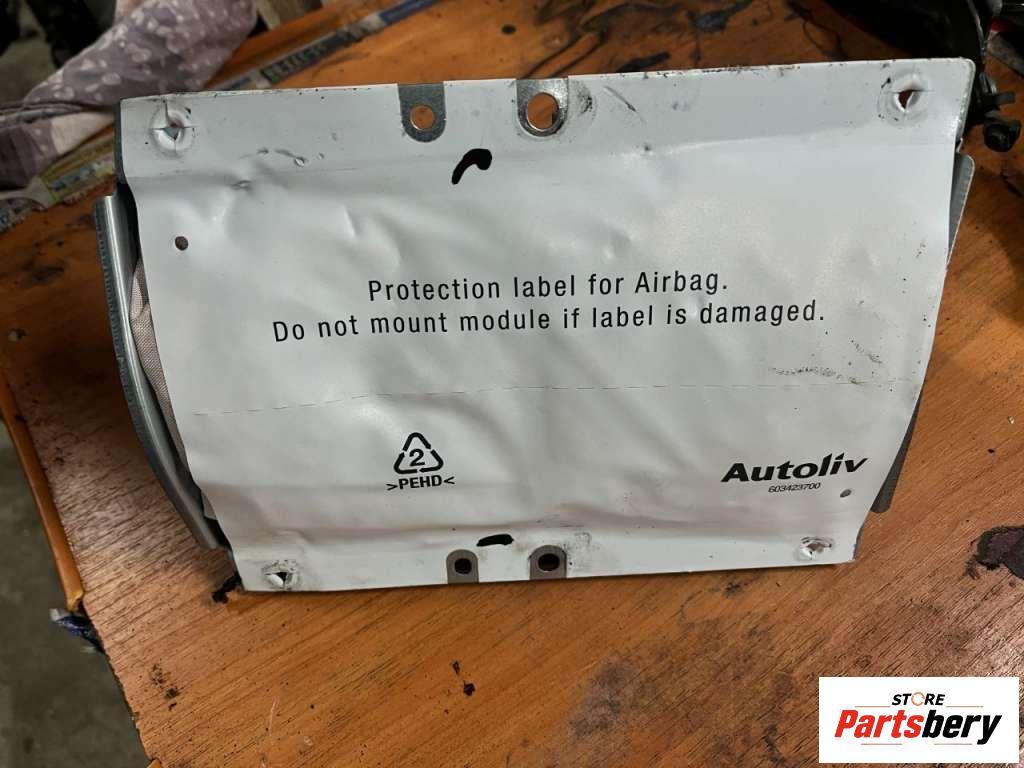 Protection label for Airbag.
Do not mount module if label is damaged.
2
>PEHD<
Autoliv
603423700
STORE
Partsbery